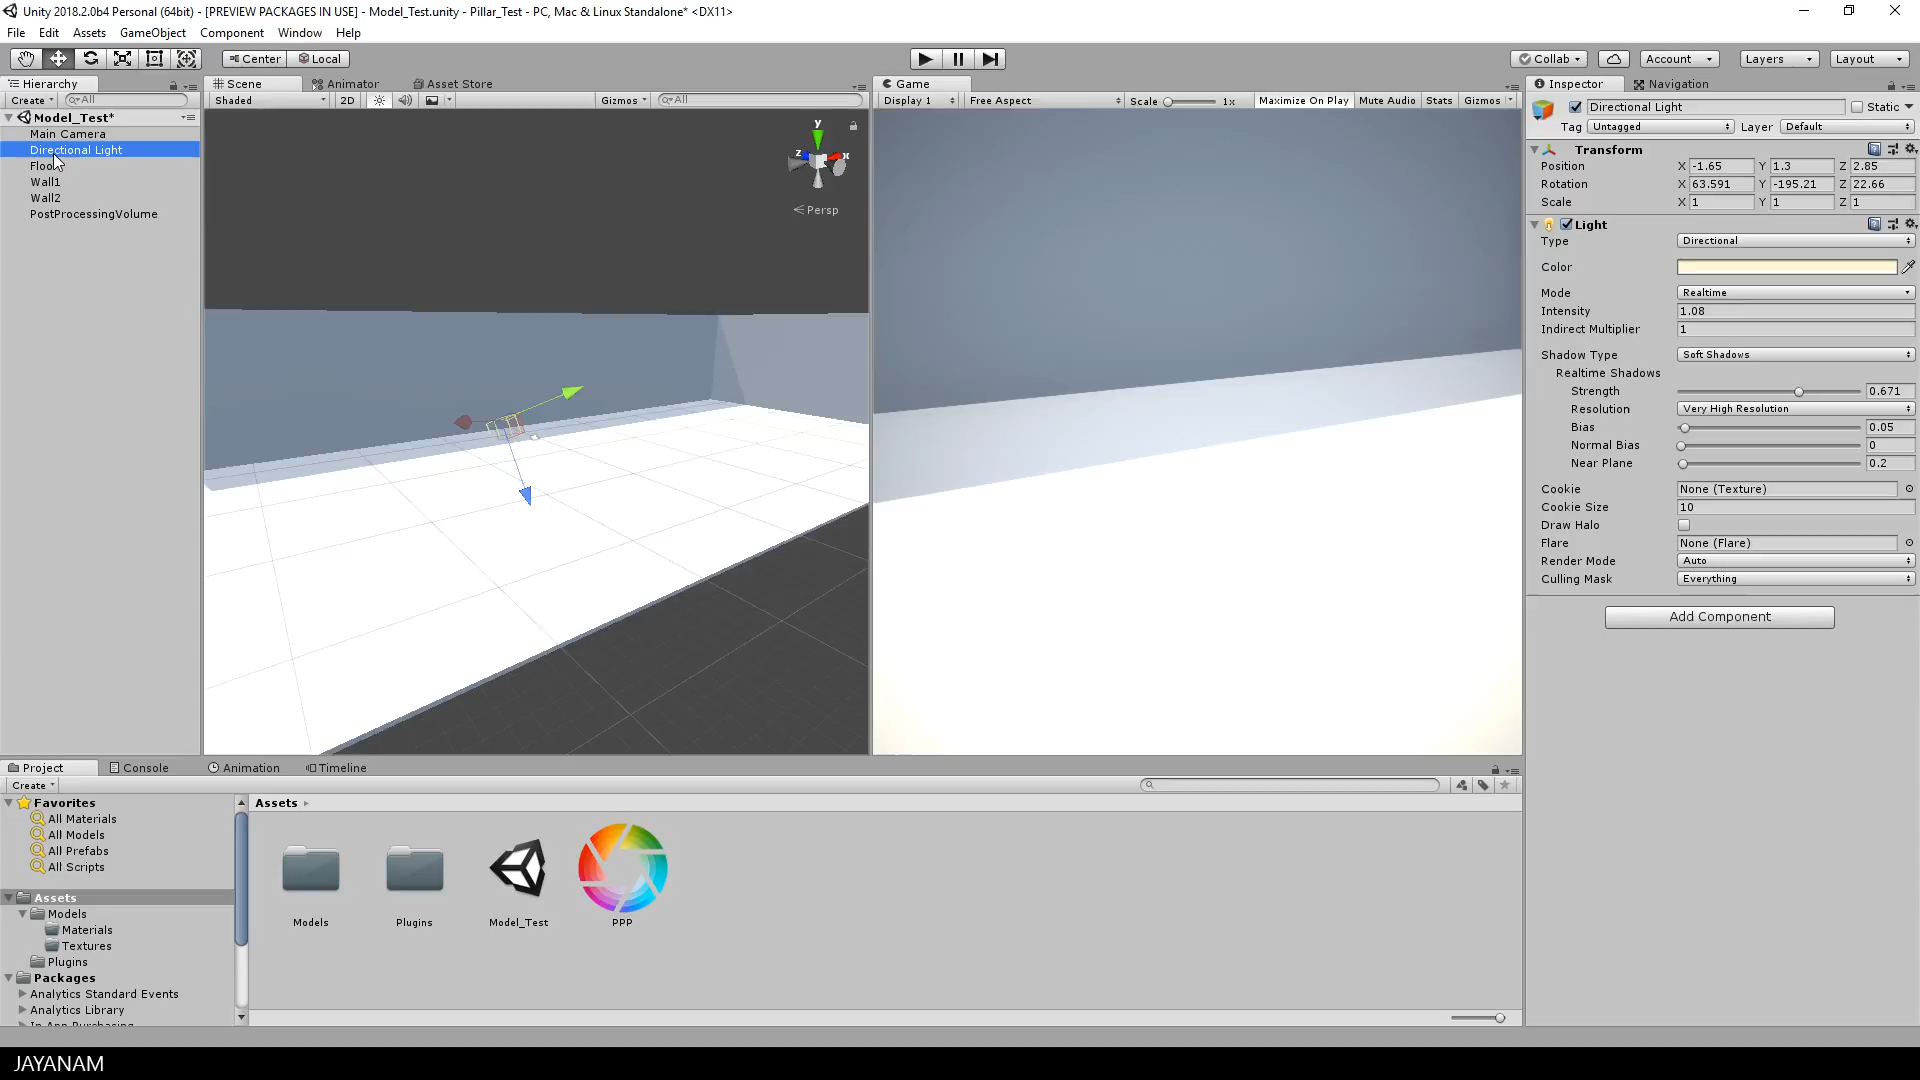 Unity 2018.2.0b4 Personal (64bit) - [PREVIEW PACKAGES IN USE] - Model_Test.unity - Pillar_Test - PC, Mac & Linux Standalone* <DX11>
File Edit Assets GameObject Component Window Help
Center Local Collab Account Layers Layout
Hierarchy Scene Animator Asset Store Game Inspector Navigation
Create All Shaded 2D Gizmos All Display 1 Free Aspect Scale 1x Maximize On Play Mute Audio Stats Gizmos
Directional Light Static
Model_Test*
Tag Untagged Layer Default
Main Camera
Directional Light
Floor
Wall1
Wall2
PostProcessingVolume
y
z
x
Persp
Transform
Position X -1.65 Y 1.3 Z 2.85
Rotation X 63.591 Y -195.21 Z 22.66
Scale X 1 Y 1 Z 1
Light
Type Directional
Color
Mode Realtime
Intensity 1.08
Indirect Multiplier 1
Shadow Type Soft Shadows
Realtime Shadows
Strength 0.671
Resolution Very High Resolution
Bias 0.05
Normal Bias 0
Near Plane 0.2
Cookie None (Texture)
Cookie Size 10
Draw Halo
Flare None (Flare)
Render Mode Auto
Culling Mask Everything
Add Component
Project Console Animation Timeline
Create
Favorites
All Materials
All Models
All Prefabs
All Scripts
Assets
Models
Materials
Textures
Plugins
Packages
Analytics Standard Events
Analytics Library
Assets
Models Plugins Model_Test PPP
JAYANAM